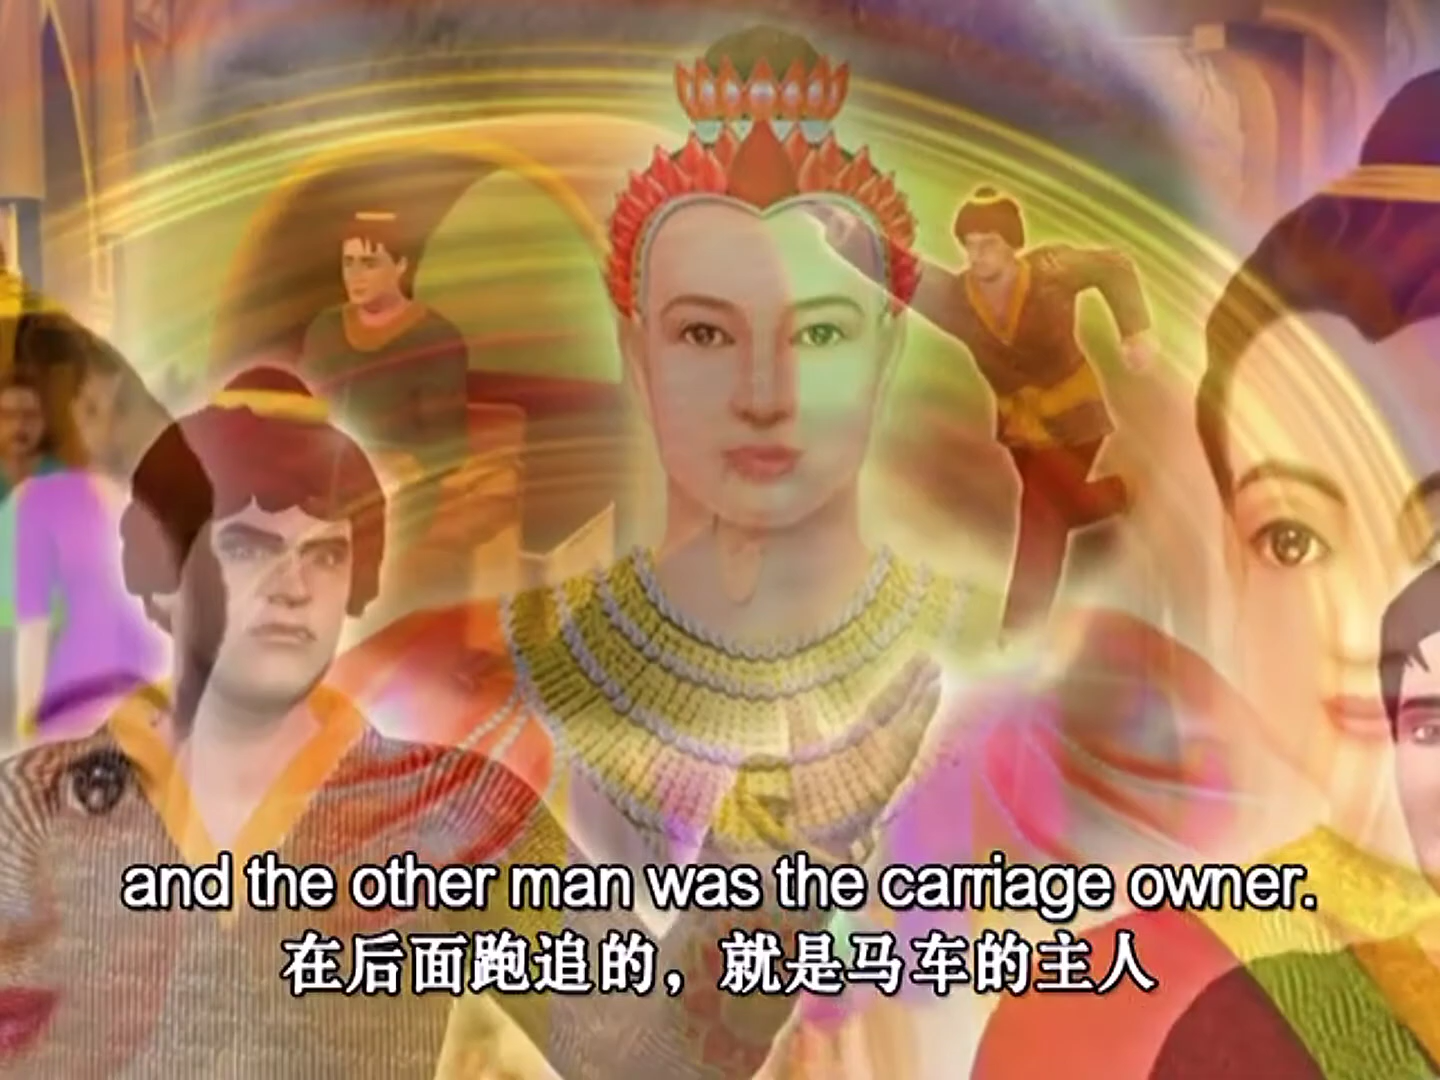 and the other man was the carriage owner.
在后面跑追的，就是马车的主人